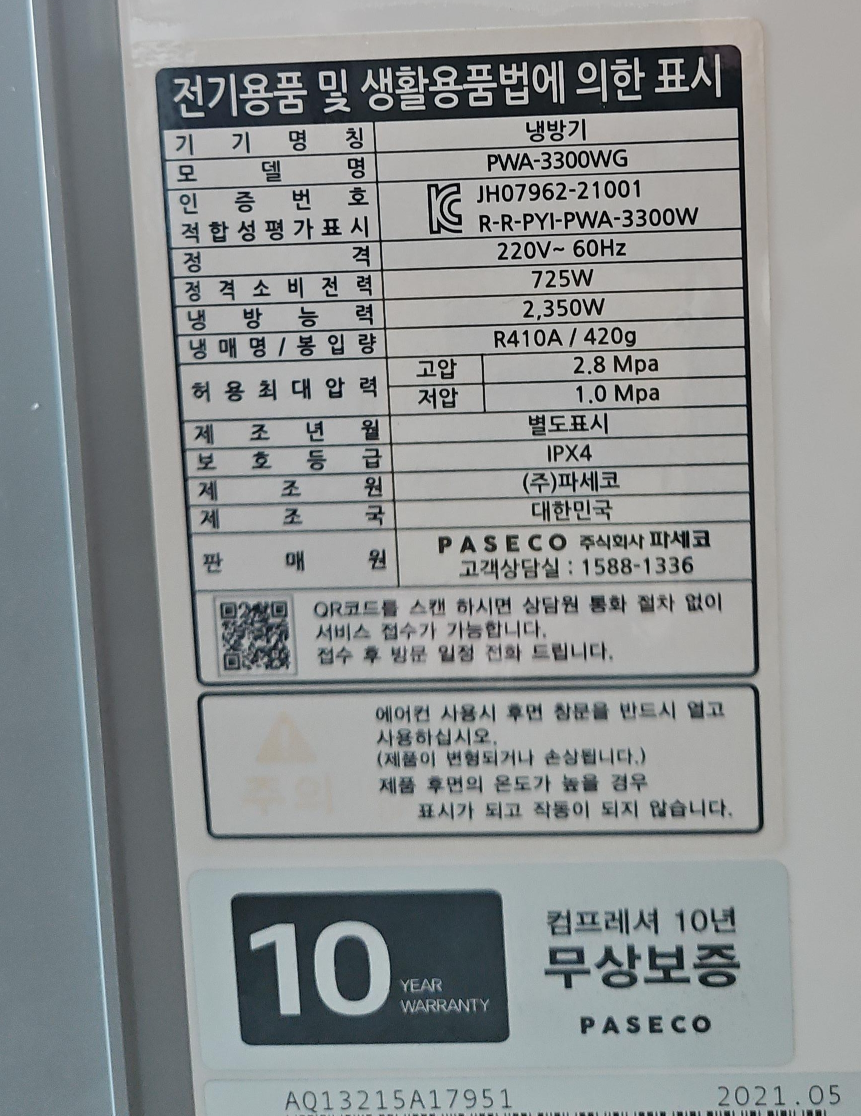 전기용품 및 생활용품법에 의한 표시
기기명칭 냉방기
모델명 PWA-3300WG
인증번호 JH07962-21001
적합성평가표시 R-R-PYI-PWA-3300W
정격 220V~ 60Hz
정격소비전력 725W
냉방능력 2,350W
냉매명/봉입량 R410A / 420g
허용최대압력 고압 2.8 Mpa
저압 1.0 Mpa
제조년월 별도표시
보호등급 IPX4
제조원 (주)파세코
제조국 대한민국
판매원 PASECO 주식회사 파세코
고객상담실 : 1588-1336
QR코드를 스캔 하시면 상담원 통화 절차 없이
서비스 접수가 가능합니다.
접수 후 방문 일정 전화 드립니다.
주의
에어컨 사용시 후면 창문을 반드시 열고
사용하십시오.
(제품이 변형되거나 손상됩니다.)
제품 후면의 온도가 높을 경우
표시가 되고 작동이 되지 않습니다.
10 YEAR
WARRANTY
컴프레셔 10년
무상보증
PASECO
AQ13215A17951 2021.05